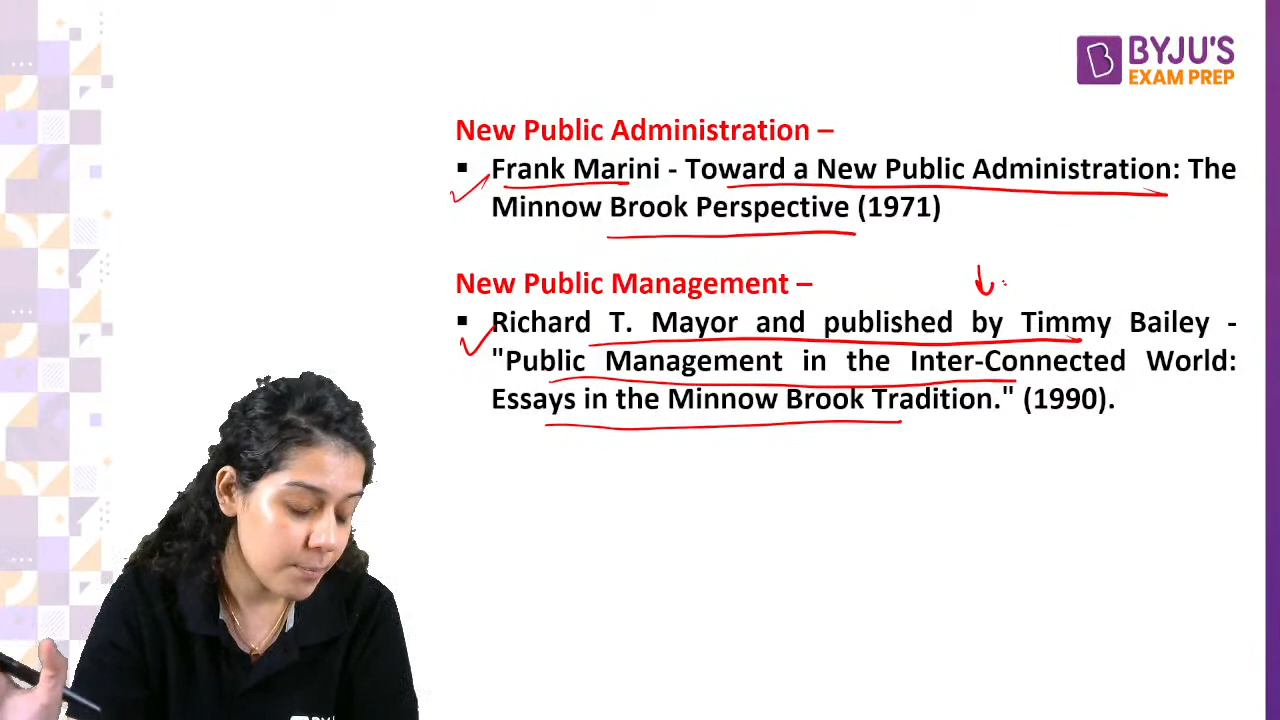 BYJU'S
EXAM PREP
New Public Administration –
▪ Frank Marini - Toward a New Public Administration: The
Minnow Brook Perspective (1971)
New Public Management –
▪ Richard T. Mayor and published by Timmy Bailey -
"Public Management in the Inter-Connected World:
Essays in the Minnow Brook Tradition." (1990).